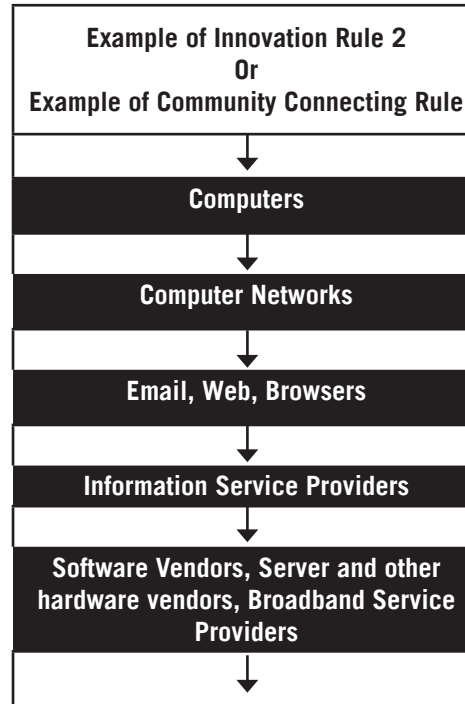 Example of Innovation Rule 2
Or
Example of Community Connecting Rule
Computers
Computer Networks
Email, Web, Browsers
Information Service Providers
Software Vendors, Server and other
hardware vendors, Broadband Service
Providers